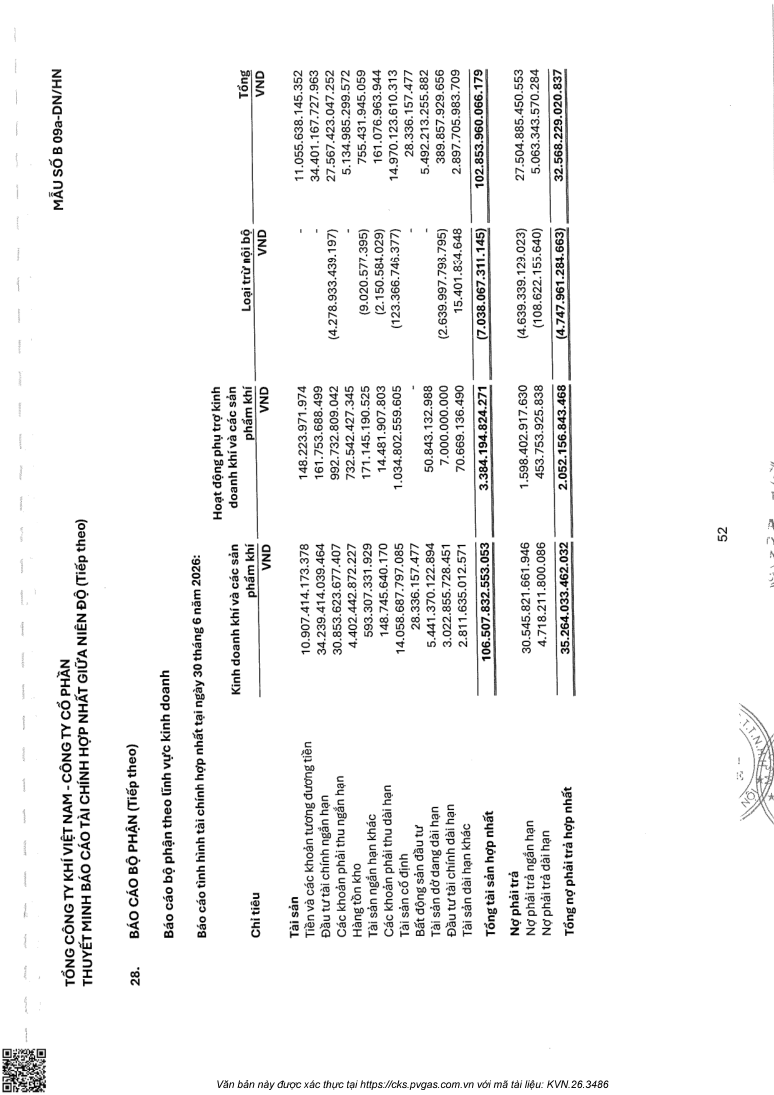 TỔNG CÔNG TY KHÍ VIỆT NAM - CÔNG TY CỔ PHẦN MẪU SỐ B 09a-DN/HN
THUYẾT MINH BÁO CÁO TÀI CHÍNH HỢP NHẤT GIỮA NIÊN ĐỘ (Tiếp theo)
28. BÁO CÁO BỘ PHẬN (Tiếp theo)
Báo cáo bộ phận theo lĩnh vực kinh doanh
Báo cáo tình hình tài chính hợp nhất tại ngày 30 tháng 6 năm 2026:
Chỉ tiêu Kinh doanh khí và các sản phẩm khí Hoạt động phụ trợ kinh doanh khí và các sản phẩm khí Loại trừ nội bộ Tổng
VND VND VND VND
Tài sản
Tiền và các khoản tương đương tiền 10.907.414.173.378 148.223.971.974 - 11.055.638.145.352
Đầu tư tài chính ngắn hạn 34.239.414.039.464 161.753.688.499 - 34.401.167.727.963
Các khoản phải thu ngắn hạn 30.853.623.677.407 992.732.809.042 (4.278.933.439.197) 27.567.423.047.252
Hàng tồn kho 4.402.442.872.227 732.542.427.345 - 5.134.985.299.572
Tài sản ngắn hạn khác 593.307.331.929 171.145.190.525 (9.020.577.395) 755.431.945.059
Các khoản phải thu dài hạn 148.745.640.170 14.481.907.803 (2.150.584.029) 161.076.963.944
Tài sản cố định 14.058.687.797.085 1.034.802.559.605 (123.366.746.377) 14.970.123.610.313
Bất động sản đầu tư 28.336.157.477 - - 28.336.157.477
Tài sản dở dang dài hạn 5.441.370.122.894 50.843.132.988 - 5.492.213.255.882
Đầu tư tài chính dài hạn 3.022.855.728.451 7.000.000.000 (2.639.997.798.795) 389.857.929.656
Tài sản dài hạn khác 2.811.635.012.571 70.669.136.490 15.401.834.648 2.897.705.983.709
Tổng tài sản hợp nhất 106.507.832.553.053 3.384.194.824.271 (7.038.067.311.145) 102.853.960.066.179
Nợ phải trả
Nợ phải trả ngắn hạn 30.545.821.661.946 1.598.402.917.630 (4.639.339.129.023) 27.504.885.450.553
Nợ phải trả dài hạn 4.718.211.800.086 453.753.925.838 (108.622.155.640) 5.063.343.570.284
Tổng nợ phải trả hợp nhất 35.264.033.462.032 2.052.156.843.468 (4.747.961.284.663) 32.568.229.020.837
52
Văn bản này được xác thực tại https://cks.pvgas.com.vn với mã tài liệu: KVN.26.3486